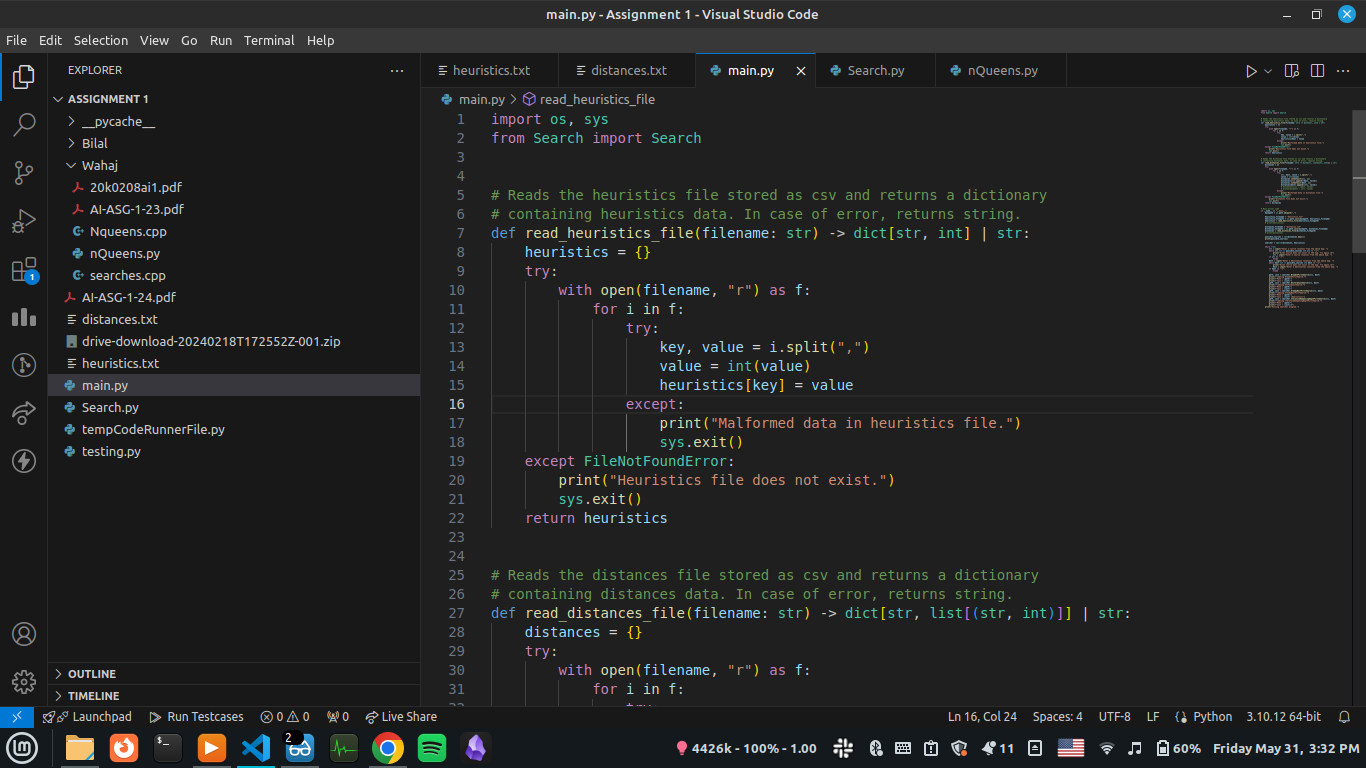 main.py - Assignment 1 - Visual Studio Code
File Edit Selection View Go Run Terminal Help
EXPLORER
ASSIGNMENT 1
__pycache__
Bilal
Wahaj
20k0208ai1.pdf
AI-ASG-1-23.pdf
Nqueens.cpp
nQueens.py
searches.cpp
AI-ASG-1-24.pdf
distances.txt
drive-download-20240218T172552Z-001.zip
heuristics.txt
main.py
Search.py
tempCodeRunnerFile.py
testing.py
OUTLINE
TIMELINE
1
heuristics.txt distances.txt main.py Search.py nQueens.py
main.py > read_heuristics_file
1 import os, sys
2 from Search import Search
3
4
5 # Reads the heuristics file stored as csv and returns a dictionary
6 # containing heuristics data. In case of error, returns string.
7 def read_heuristics_file(filename: str) -> dict[str, int] | str:
8     heuristics = {}
9     try:
10         with open(filename, "r") as f:
11             for i in f:
12                 try:
13                     key, value = i.split(",")
14                     value = int(value)
15                     heuristics[key] = value
16                 except:
17                     print("Malformed data in heuristics file.")
18                     sys.exit()
19     except FileNotFoundError:
20         print("Heuristics file does not exist.")
21         sys.exit()
22     return heuristics
23
24
25 # Reads the distances file stored as csv and returns a dictionary
26 # containing distances data. In case of error, returns string.
27 def read_distances_file(filename: str) -> dict[str, list[(str, int)]] | str:
28     distances = {}
29     try:
30         with open(filename, "r") as f:
31             for i in f:
Launchpad Run Testcases 0 0 0 Live Share Ln 16, Col 24 Spaces: 4 UTF-8 LF Python 3.10.12 64-bit
2 4426k - 100% - 1.00 11 60% Friday May 31, 3:32 PM